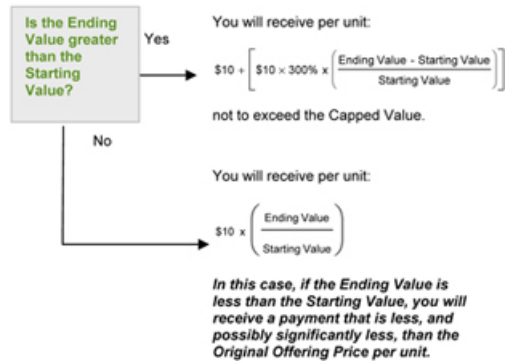 Is the Ending
Value greater
than the
Starting
Value?
Yes
You will receive per unit:
$10 + [ $10 × 300% × ( Ending Value - Starting Value
Starting Value ) ]
not to exceed the Capped Value.
No
You will receive per unit:
$10 x ( Ending Value
Starting Value )
In this case, if the Ending Value is
less than the Starting Value, you will
receive a payment that is less, and
possibly significantly less, than the
Original Offering Price per unit.